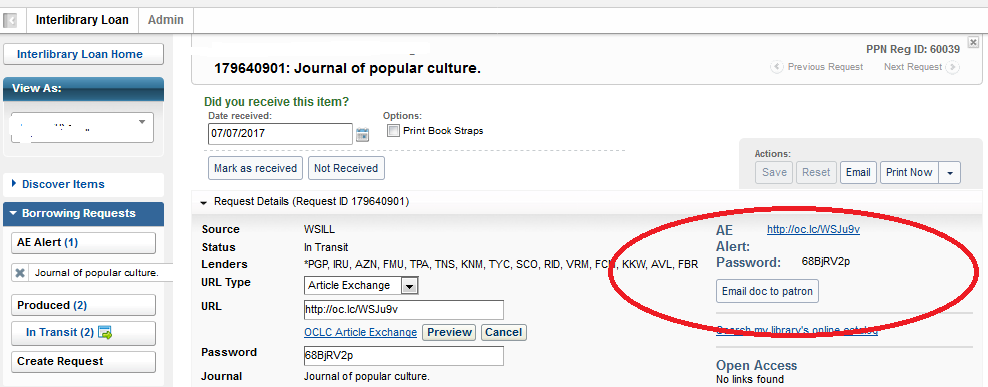 Interlibrary Loan Admin
Interlibrary Loan Home
View As:
Discover Items
Borrowing Requests
AE Alert (1)
Journal of popular culture.
Produced (2)
In Transit (2)
Create Request
PPN Reg ID: 60039
179640901: Journal of popular culture.
Previous Request Next Request
Did you receive this item?
Date received: Options:
07/07/2017 Print Book Straps
Mark as received Not Received
Actions:
Save Reset Email Print Now
Request Details (Request ID 179640901)
Source WSILL
Status In Transit
Lenders *PGP, IRU, AZN, FMU, TPA, TNS, KNM, TYC, SCO, RID, VRM, FCM, KKW, AVL, FBR
URL Type Article Exchange
URL http://oc.lc/WSJu9v
OCLC Article Exchange Preview Cancel
Password 68BjRV2p
Journal Journal of popular culture.
AE Alert: http://oc.lc/WSJu9v
Password: 68BjRV2p
Email doc to patron
Search my library's online catalog
Open Access
No links found